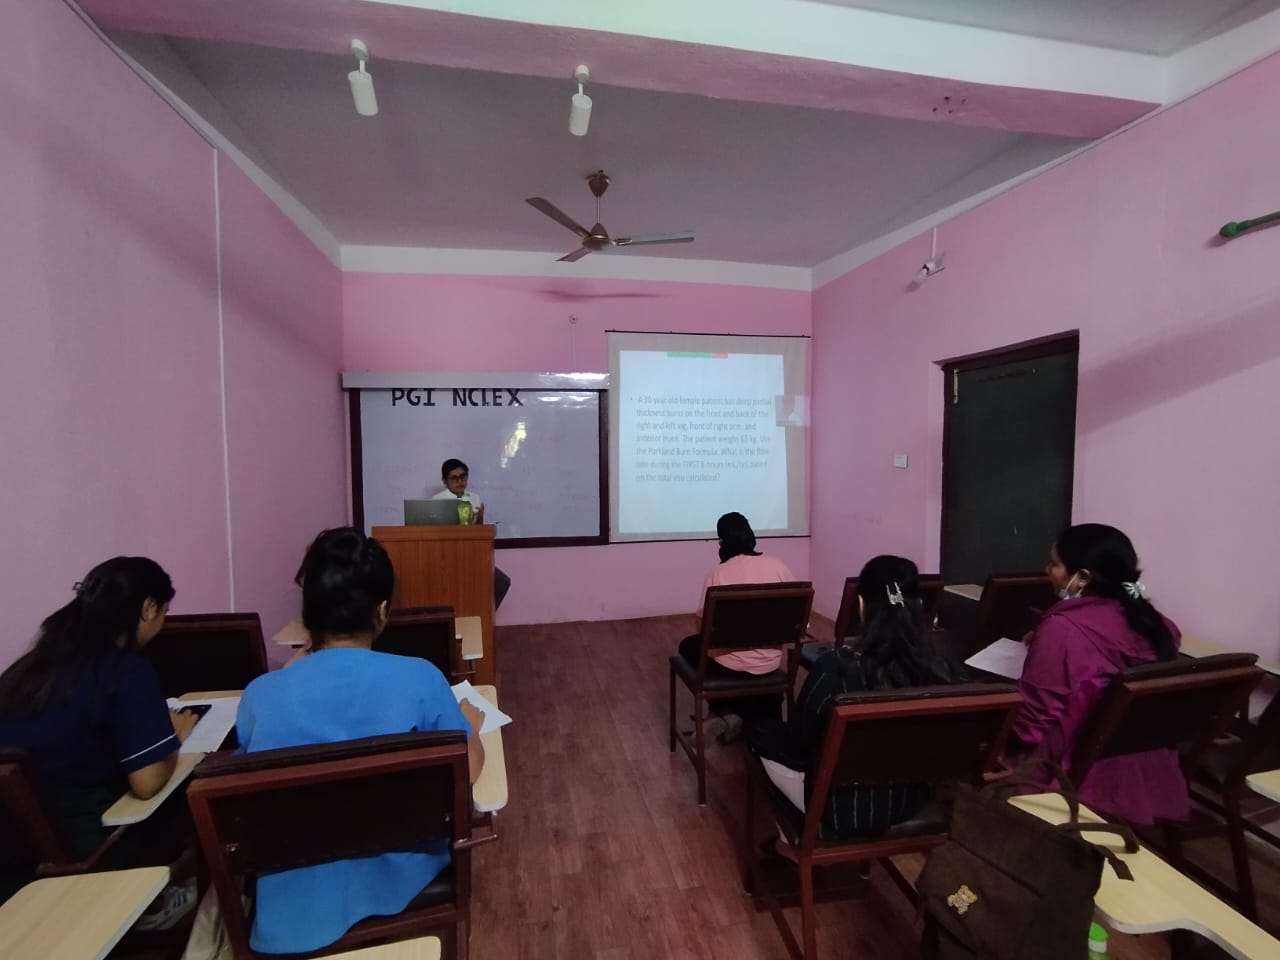 PGI NCLEX
• A 30 year old female patient has deep partial
thickness burns on the front and back of the
right and left leg, front of right arm, and
anterior trunk. The patient weighs 63 kg. Use
the Parkland Burn Formula: What is the flow
rate during the FIRST 8 hours (mL/hr) based
on the total you calculated?